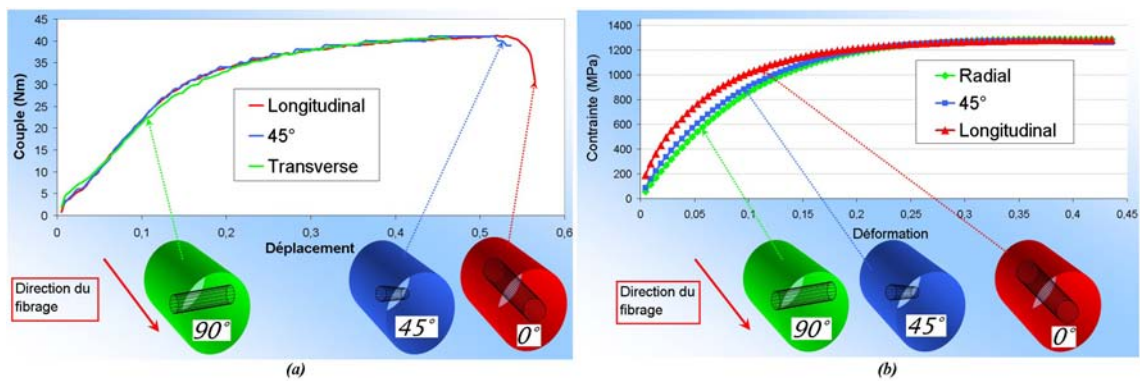 45
40
35
30
25
20
15
10
5
0
Couple (Nm)
Longitudinal
45°
Transverse
0 0,1 0,2 0,3 0,4 0,5 0,6
Déplacement
Direction du
fibrage
90°
45°
0°
(a)
1400
1200
1000
800
600
400
200
0
Contrainte (MPa)
Radial
45°
Longitudinal
0 0,05 0,1 0,15 0,2 0,25 0,3 0,35 0,4 0,45
Déformation
Direction du
fibrage
90°
45°
0°
(b)